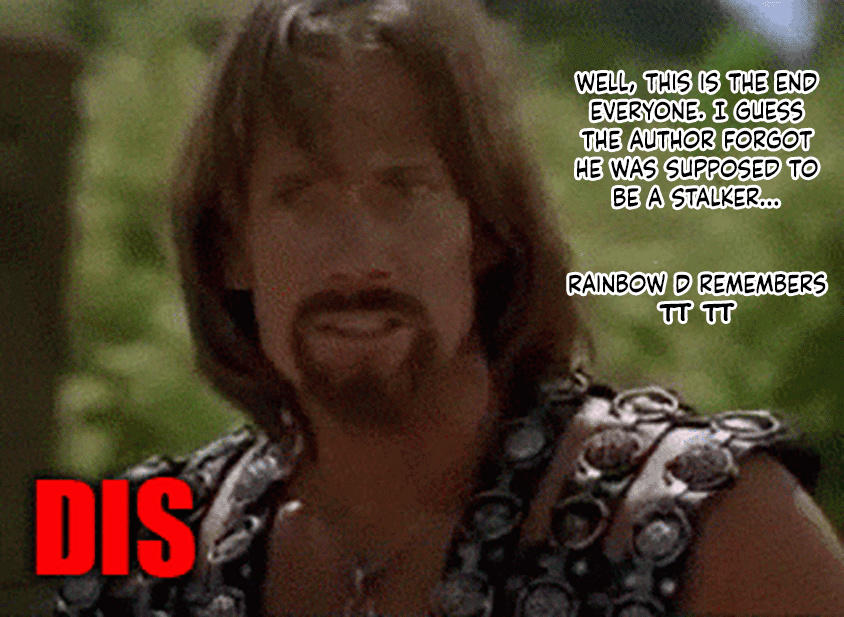 WELL, THIS IS THE END
EVERYONE. I GUESS
THE AUTHOR FORGOT
HE WAS SUPPOSED TO
BE A STALKER...
RAINBOW D REMEMBERS
TT TT
DIS